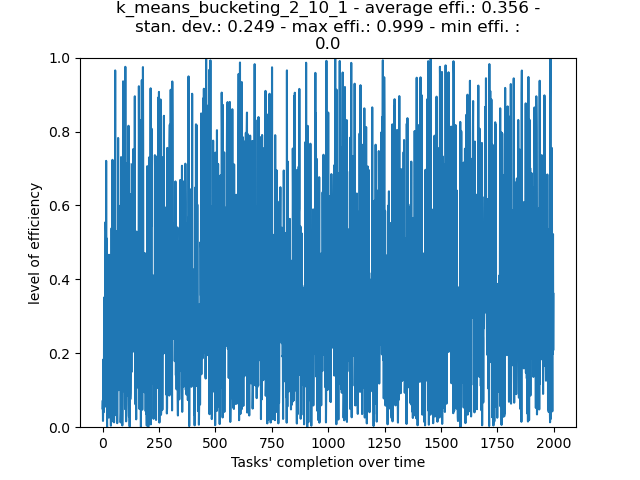 k_means_bucketing_2_10_1 - average effi.: 0.356 -
stan. dev.: 0.249 - max effi.: 0.999 - min effi. :
0.0
1.0
0.8
0.6
0.4
0.2
0.0
level of efficiency
0 250 500 750 1000 1250 1500 1750 2000
Tasks' completion over time